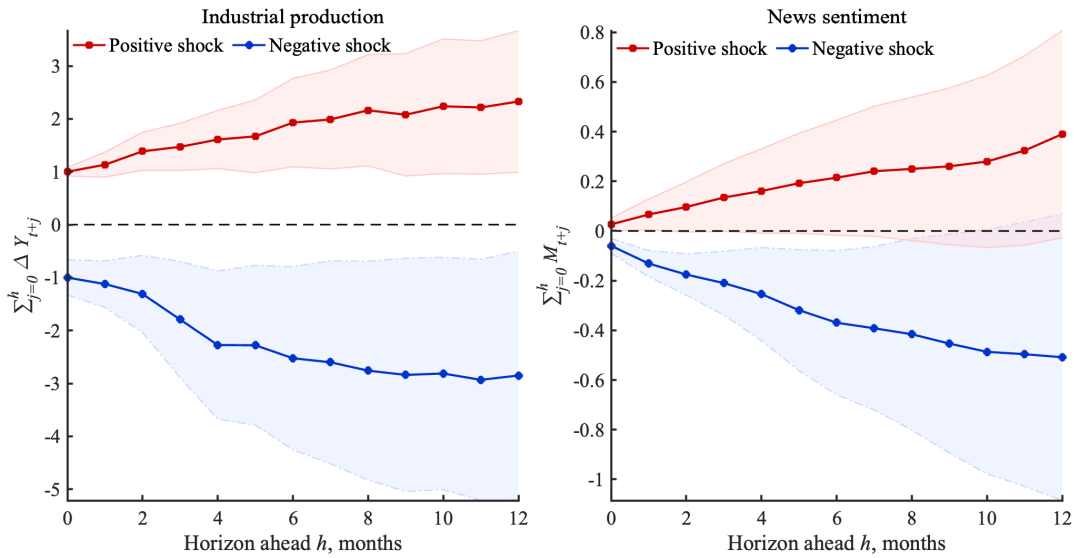 Industrial production
Positive shock
Negative shock
3
2
1
0
-1
-2
-3
-4
-5
Σ_{j=0}^{h} Δ Y_{t+j}
0 2 4 6 8 10 12
Horizon ahead h, months
News sentiment
Positive shock
Negative shock
0.8
0.6
0.4
0.2
0
-0.2
-0.4
-0.6
-0.8
-1
Σ_{j=0}^{h} M_{t+j}
0 2 4 6 8 10 12
Horizon ahead h, months